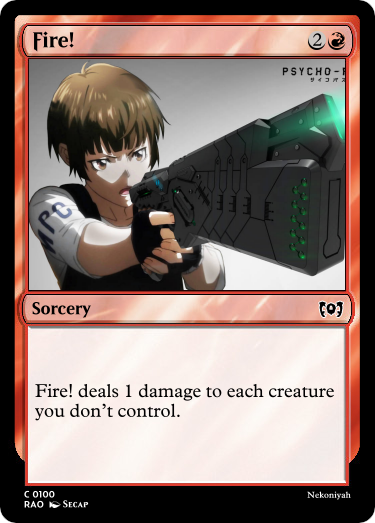 Fire! 2
PSYCHO-P
サイコパス
MPC
Sorcery
Fire! deals 1 damage to each creature
you don't control.
C 0100
RAO Secap
Nekoniyah